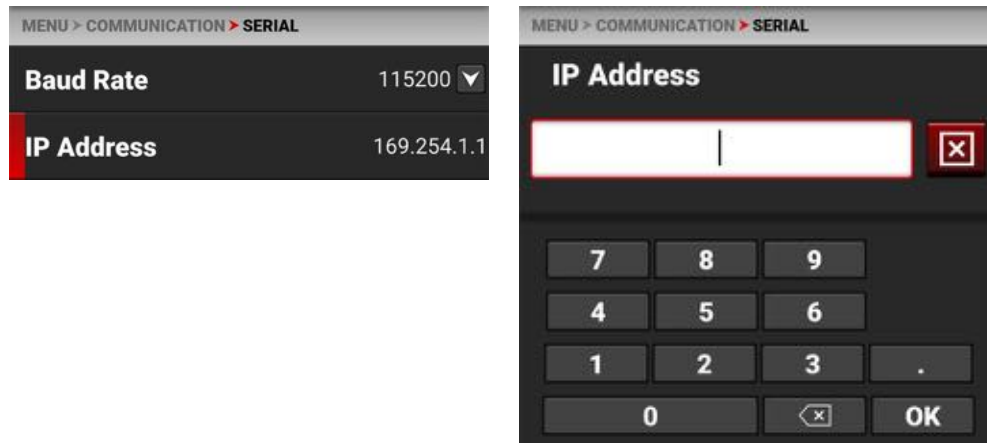 MENU > COMMUNICATION > SERIAL
Baud Rate 115200
IP Address 169.254.1.1
MENU > COMMUNICATION > SERIAL
IP Address
7 8 9
4 5 6
1 2 3 .
0 OK